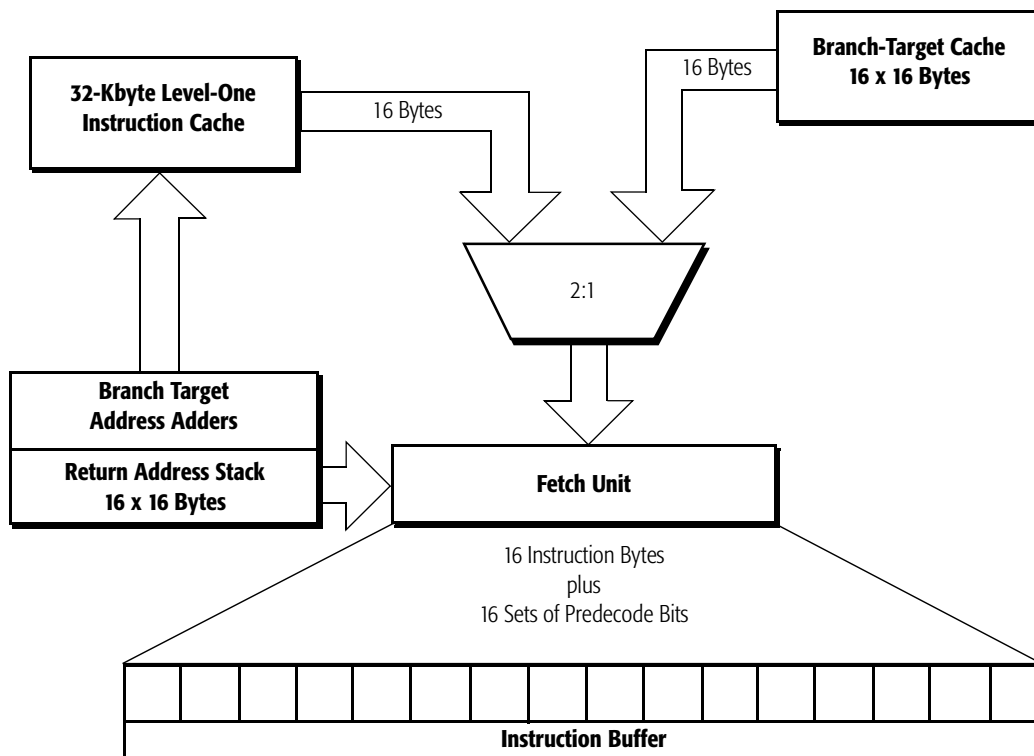 Branch-Target Cache
16 x 16 Bytes
32-Kbyte Level-One
Instruction Cache
16 Bytes
16 Bytes
2:1
Branch Target
Address Adders
Return Address Stack
16 x 16 Bytes
Fetch Unit
16 Instruction Bytes
plus
16 Sets of Predecode Bits
Instruction Buffer